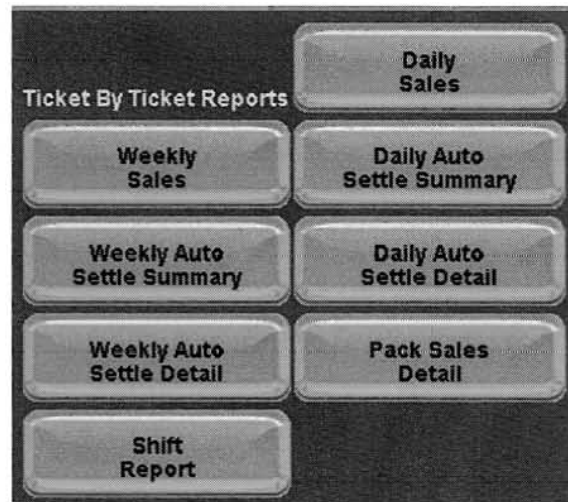 Daily
Sales
Ticket By Ticket Reports
Weekly
Sales
Daily Auto
Settle Summary
Weekly Auto
Settle Summary
Daily Auto
Settle Detail
Weekly Auto
Settle Detail
Pack Sales
Detail
Shift
Report